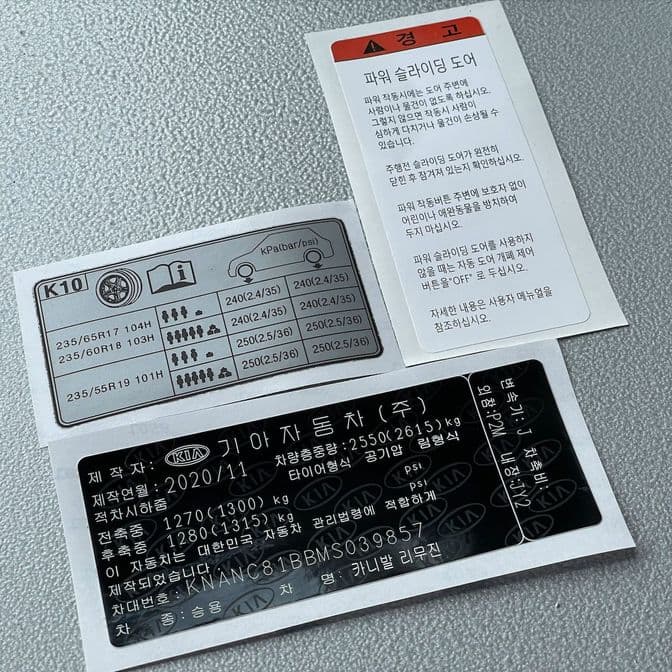 경 고
파워 슬라이딩 도어
파워 작동시에는 도어 주변에
사람이나 물건이 없도록 하십시오.
그렇지 않으면 작동시 사람이
심하게 다치거나 물건이 손상될 수
있습니다.
주행전 슬라이딩 도어가 완전히
닫힌 후 잠겨져 있는지 확인하십시오.
파워 작동버튼 주변에 보호자 없이
어린이나 애완동물을 방치하여
두지 마십시오.
파워 슬라이딩 도어를 사용하지
않을 때는 자동 도어 개폐 제어
버튼을"OFF" 로 두십시오.
자세한 내용은 사용자 매뉴얼을
참조하십시오.
K10
kPa(bar/psi)
235/65R17 104H
235/60R18 103H
240(2.4/35) 240(2.4/35)
240(2.4/35) 240(2.4/35)
235/55R19 101H
250(2.5/36) 250(2.5/36)
250(2.5/36) 250(2.5/36)
제 작 자: KIA 기아자동차(주)
제작연월: 2020/11 차량총중량:2550(2615)kg
적차시하중 타이어형식 공기압 림형식
전축중 1270(1300) kg psi
후축중 1280(1315) kg psi
이 자동차는 대한민국 자동차 관리법령에 적합하게
제작되었습니다.
차대번호: KNANC81BBMS039857
차 종: 승용 차 명: 카니발 리무진
변속기: J 차축비:
외장:P2M 내장:JY2